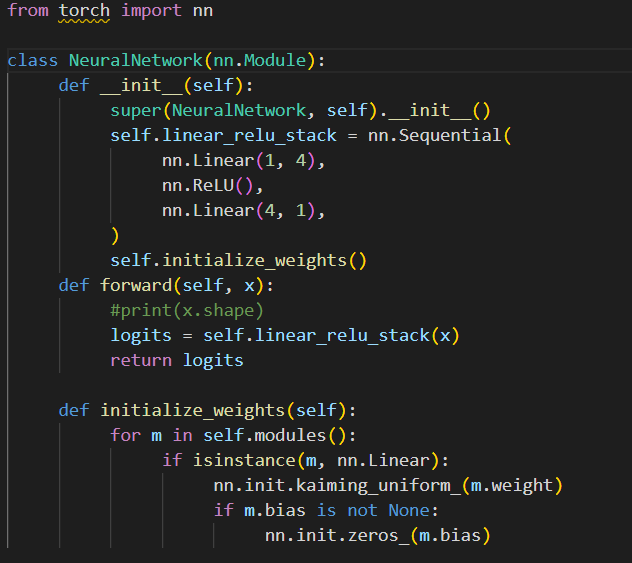 from torch import nn
class NeuralNetwork(nn.Module):
    def __init__(self):
        super(NeuralNetwork, self).__init__()
        self.linear_relu_stack = nn.Sequential(
            nn.Linear(1, 4),
            nn.ReLU(),
            nn.Linear(4, 1),
        )
        self.initialize_weights()
    def forward(self, x):
        #print(x.shape)
        logits = self.linear_relu_stack(x)
        return logits
    def initialize_weights(self):
        for m in self.modules():
            if isinstance(m, nn.Linear):
                nn.init.kaiming_uniform_(m.weight)
                if m.bias is not None:
                    nn.init.zeros_(m.bias)